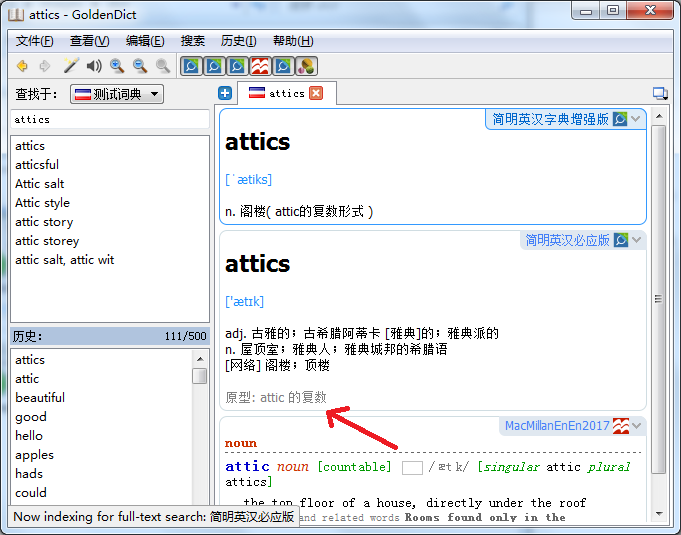 attics - GoldenDict
文件(F) 查看(V) 编辑(E) 搜索 历史(I) 帮助(H)
查找于: 测试词典
attics
attics
attics
atticsful
Attic salt
Attic style
attic story
attic storey
attic salt, attic wit
历史: 111/500
attics
attic
beautiful
good
hello
apples
hads
could
Now indexing for full-text search: 简明英汉必应版
简明英汉字典增强版
attics
[ˈætiks]
n. 阁楼( attic的复数形式 )
简明英汉必应版
attics
['ætɪk]
adj. 古雅的；古希腊阿蒂卡 [雅典]的；雅典派的
n. 屋顶室；雅典人；雅典城邦的希腊语
[网络] 阁楼；顶楼
原型: attic 的复数
MacMillanEnEn2017
noun
attic noun [countable] /ætk/ [singular attic plural
attics]
the top floor of a house, directly under the roof
and related words Rooms found only in the